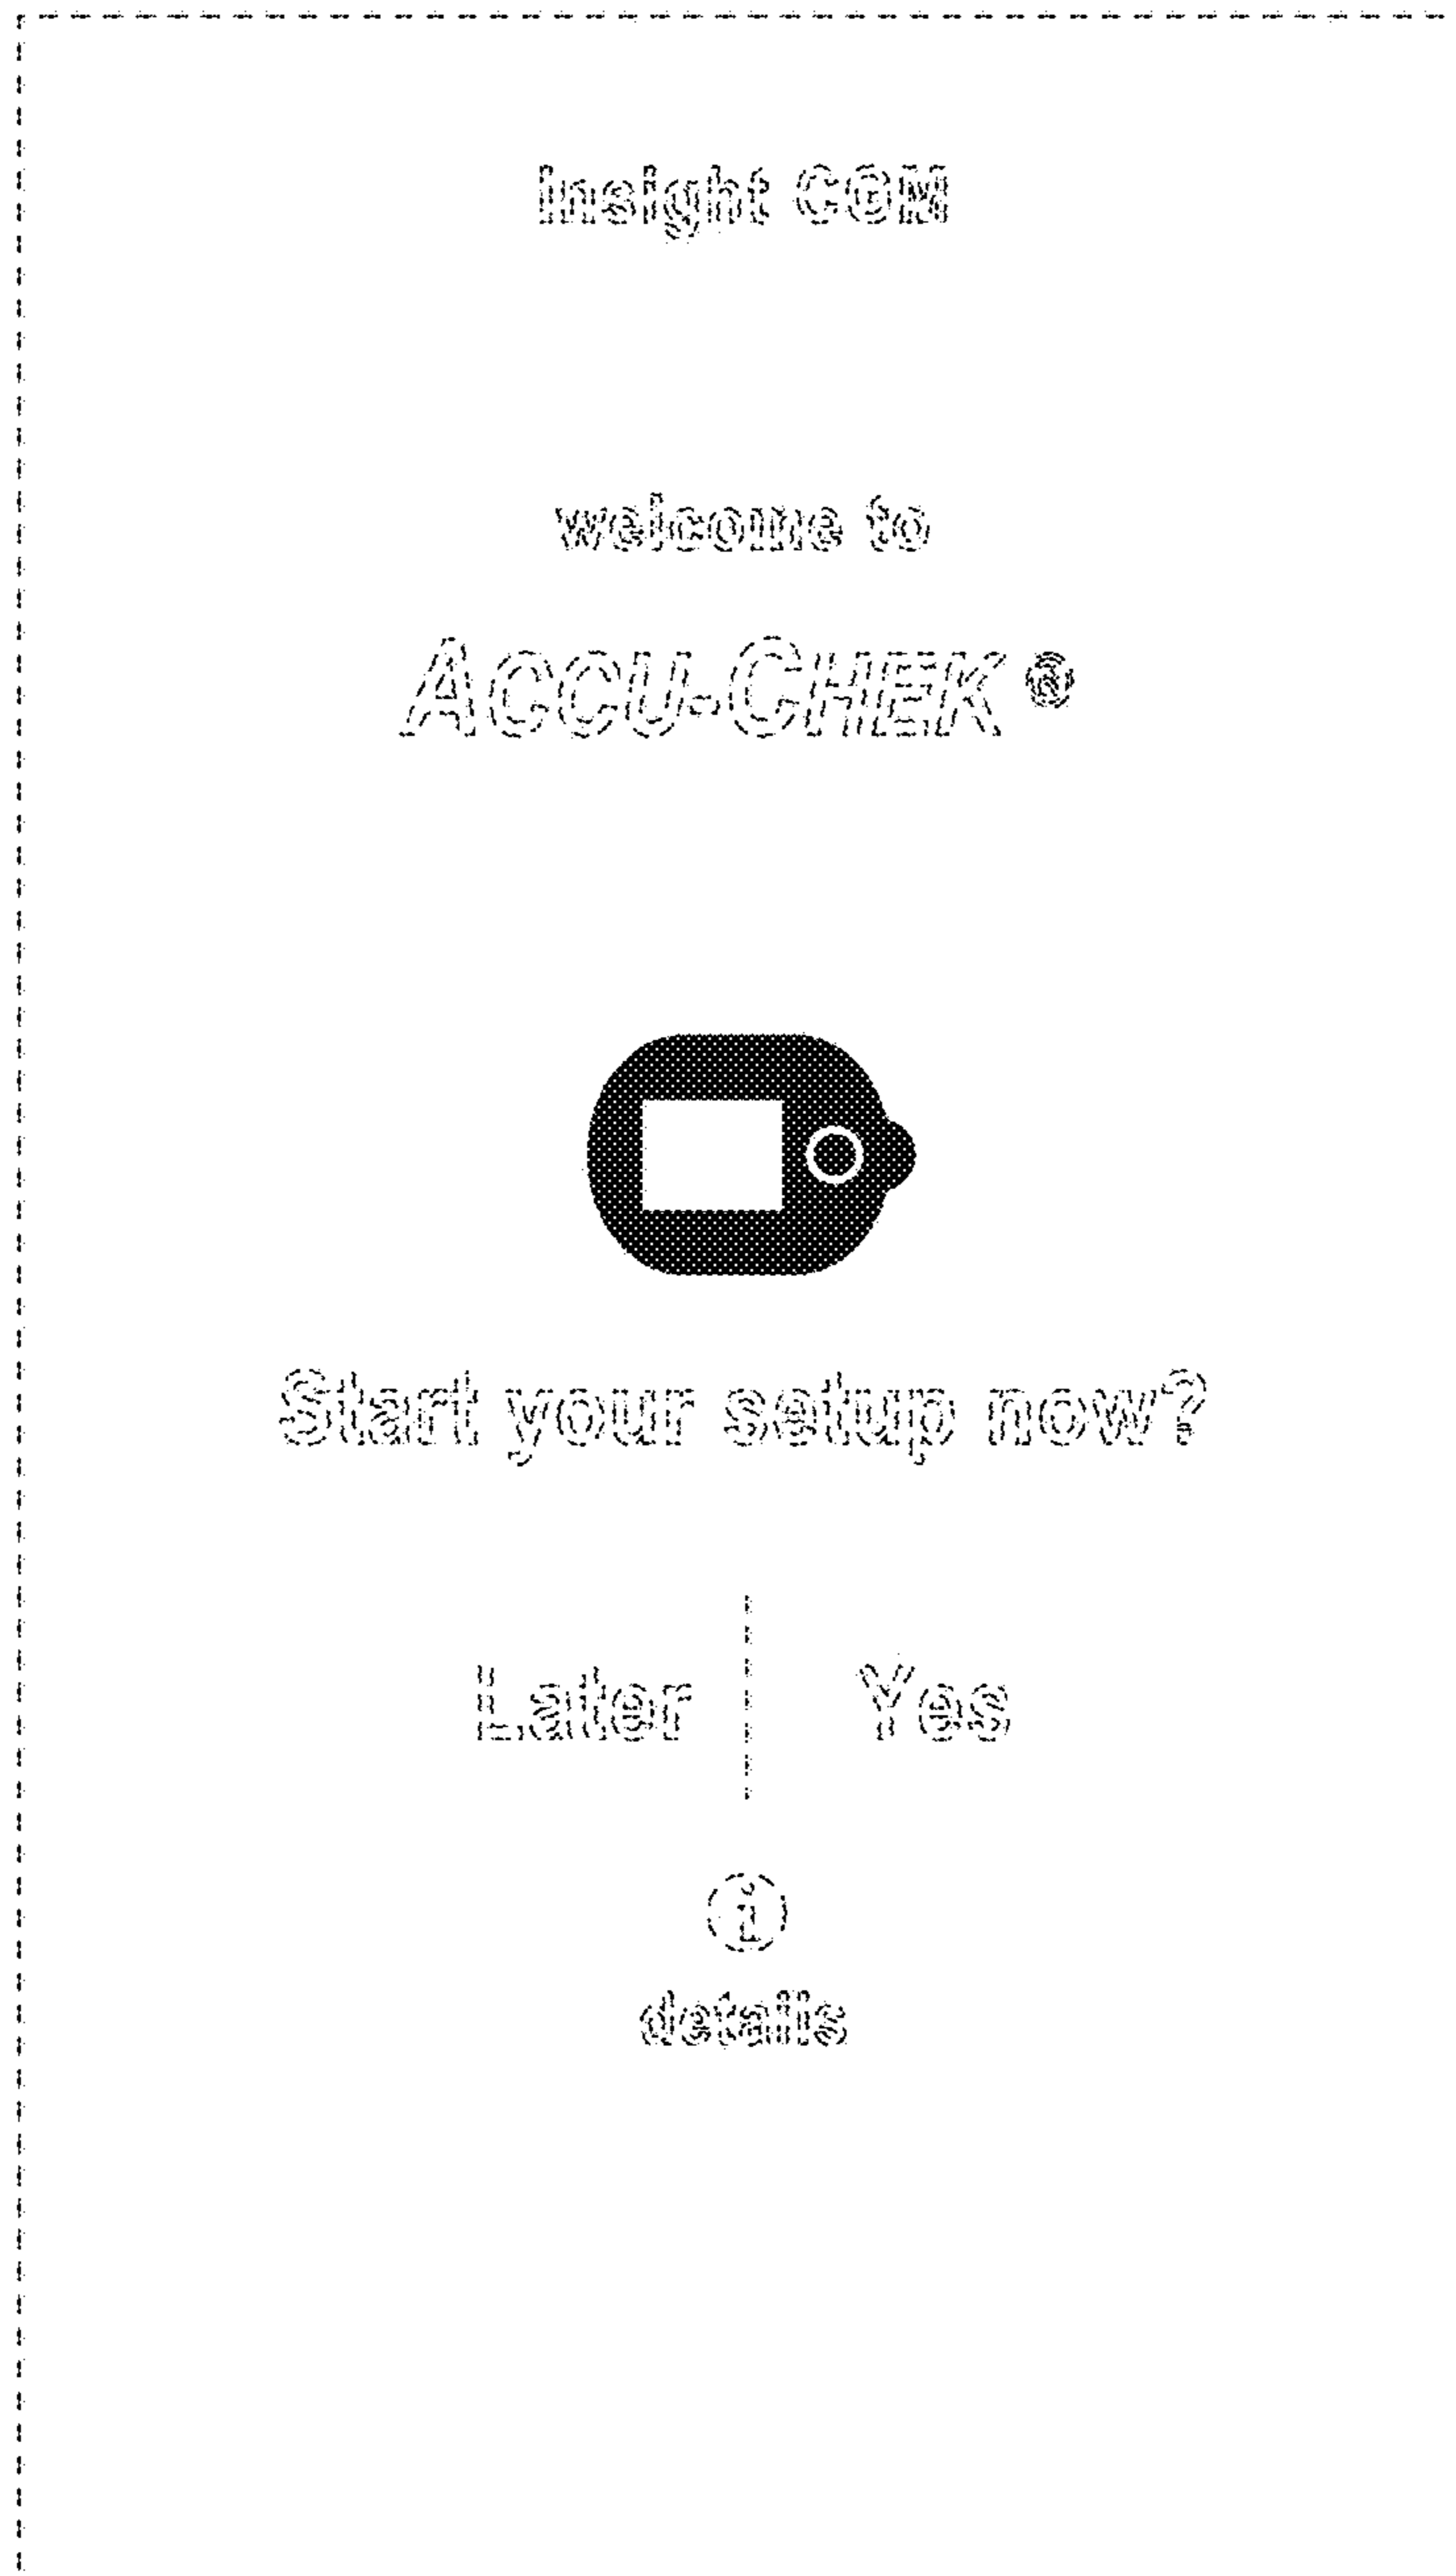 Insight CGM
welcome to
ACCU-CHEK®
Start your setup now?
Later Yes
i
details